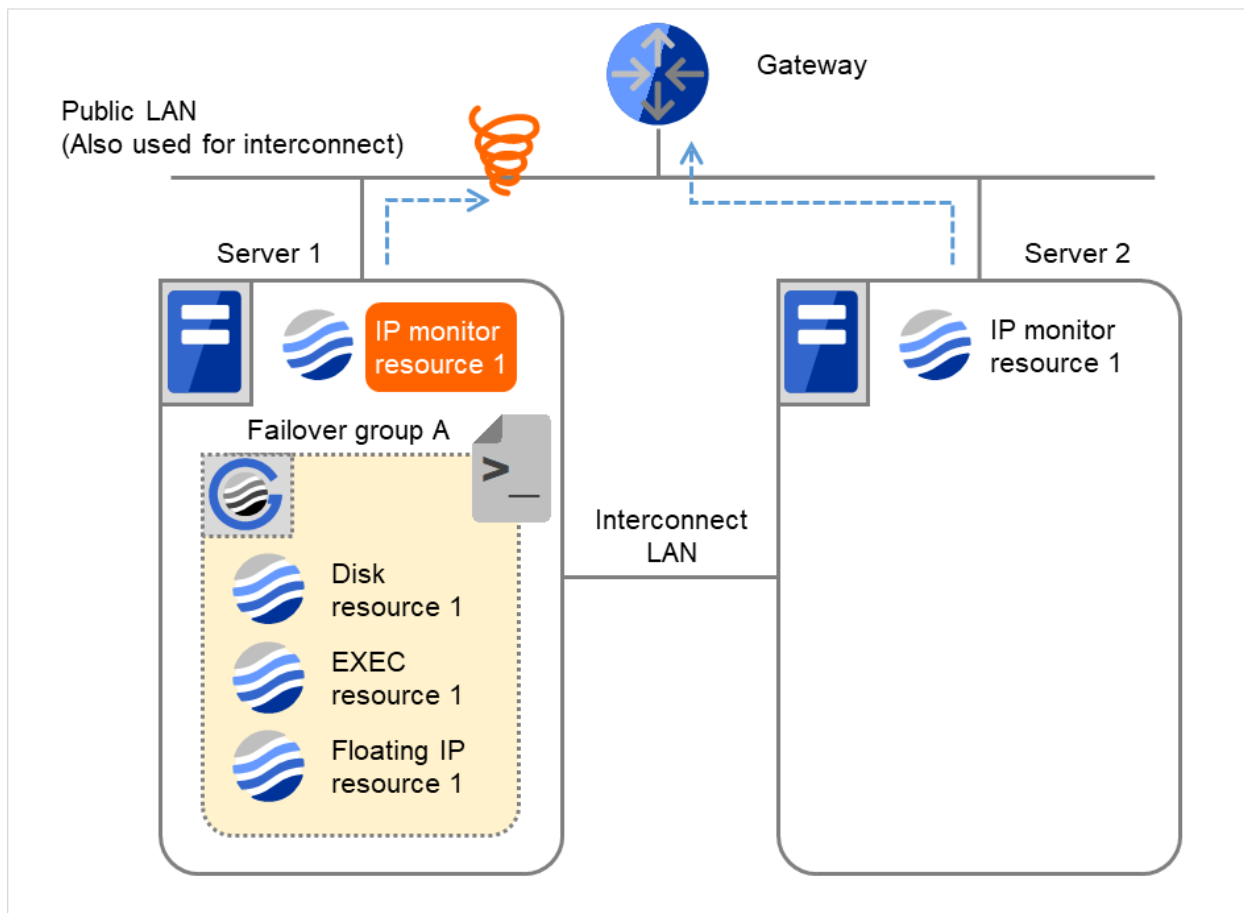 Gateway
Public LAN
(Also used for interconnect)
Server 1
Server 2
IP monitor
resource 1
IP monitor
resource 1
Failover group A
>_
Interconnect
LAN
Disk
resource 1
EXEC
resource 1
Floating IP
resource 1